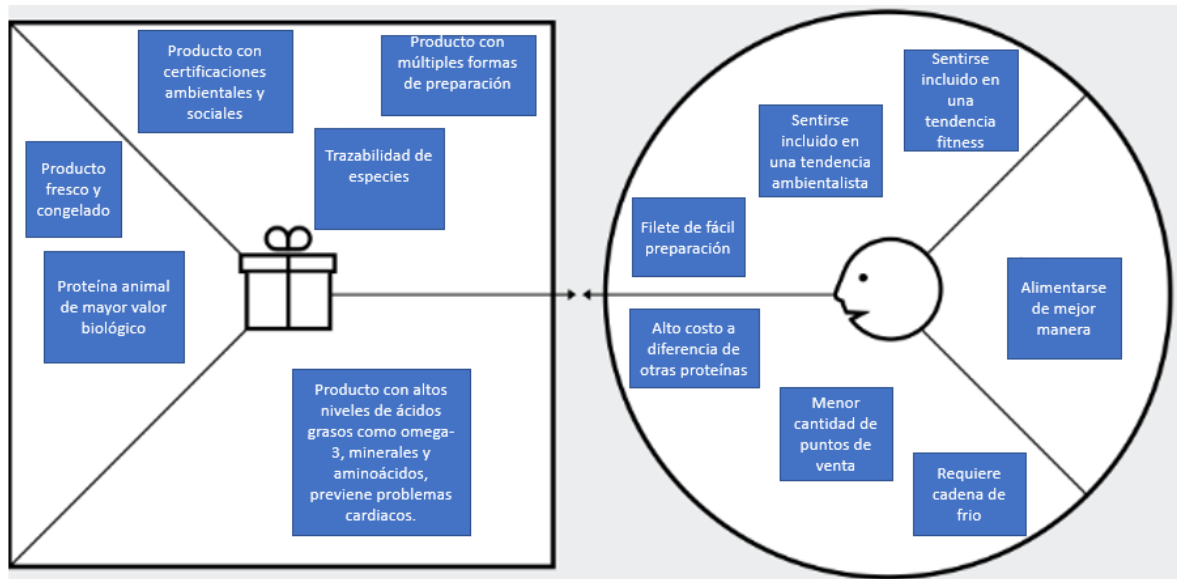 Producto con
certificaciones
ambientales y
sociales
Producto con
múltiples formas
de preparación
Trazabilidad de
especies
Producto
fresco y
congelado
Proteína animal
de mayor valor
biológico
Producto con altos
niveles de ácidos
grasos como omega-
3, minerales y
aminoácidos,
previene problemas
cardiacos.
Sentirse
incluido en
una
tendencia
fitness
Sentirse
incluido en
una tendencia
ambientalista
Filete de fácil
preparación
Alimentarse
de mejor
manera
Alto costo a
diferencia de
otras proteínas
Menor
cantidad de
puntos de
venta
Requiere
cadena de
frio